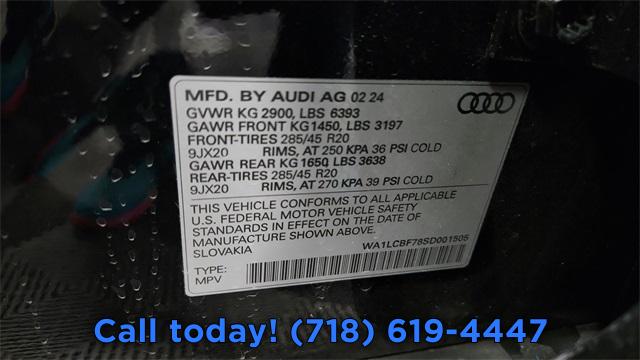 MFD. BY AUDI AG 02 24
GVWR KG 2900, LBS 6393
GAWR FRONT KG1450, LBS 3197
FRONT-TIRES 285/45 R20
9JX20 RIMS, AT 250 KPA 36 PSI COLD
GAWR REAR KG1650, LBS 3638
REAR-TIRES 285/45 R20
9JX20 RIMS, AT 270 KPA 39 PSI COLD
THIS VEHICLE CONFORMS TO ALL APPLICABLE
U.S. FEDERAL MOTOR VEHICLE SAFETY
STANDARDS IN EFFECT ON THE DATE OF
MANUFACTURE SHOWN ABOVE.
SLOVAKIA
WA1LCBF78SD001505
TYPE:
MPV
Call today! (718) 619-4447